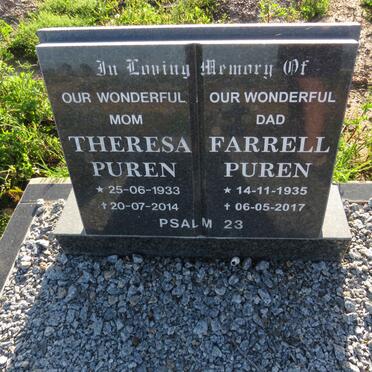 In Loving Memory Of
OUR WONDERFUL
MOM
THERESA
PUREN
★ 25-06-1933
✝ 20-07-2014
OUR WONDERFUL
DAD
FARRELL
PUREN
★ 14-11-1935
✝ 06-05-2017
PSALM 23